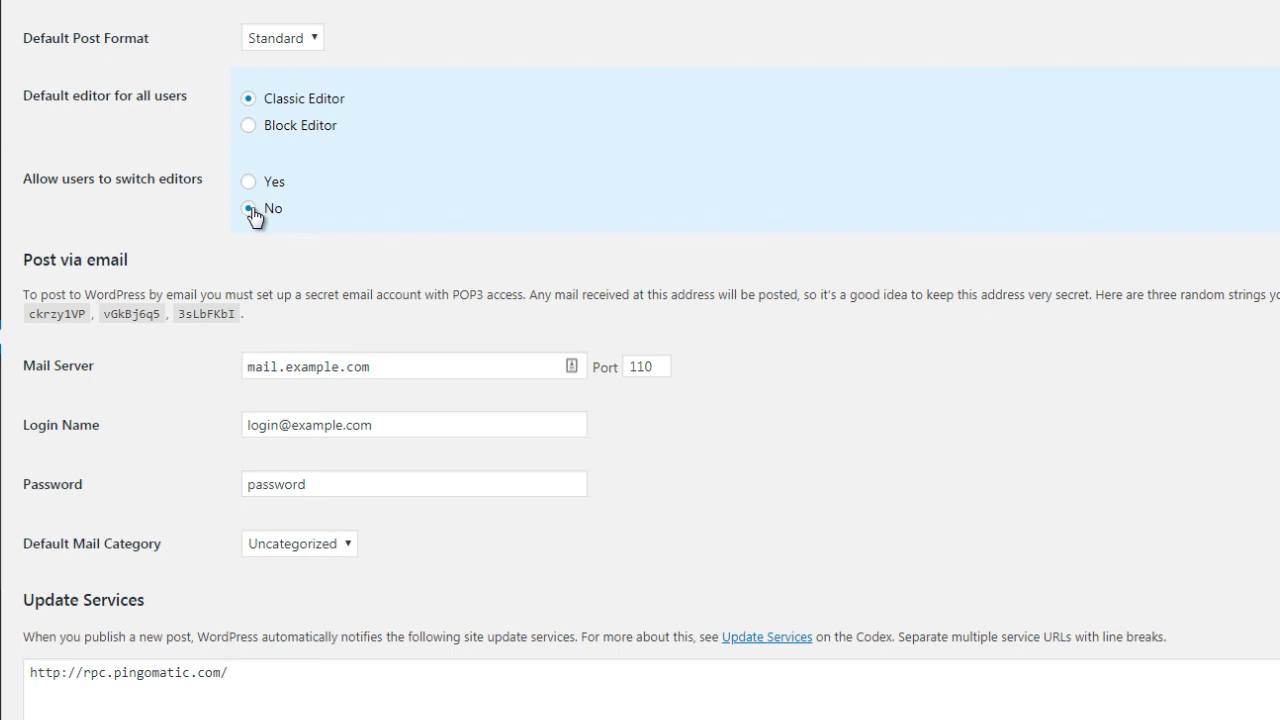 Default Post Format Standard
Default editor for all users Classic Editor
Block Editor
Allow users to switch editors Yes
No
Post via email
To post to WordPress by email you must set up a secret email account with POP3 access. Any mail received at this address will be posted, so it's a good idea to keep this address very secret. Here are three random strings
ckrzy1VP , vGkBj6q5 , 3sLbFKbI .
Mail Server mail.example.com Port 110
Login Name login@example.com
Password password
Default Mail Category Uncategorized
Update Services
When you publish a new post, WordPress automatically notifies the following site update services. For more about this, see Update Services on the Codex. Separate multiple service URLs with line breaks.
http://rpc.pingomatic.com/